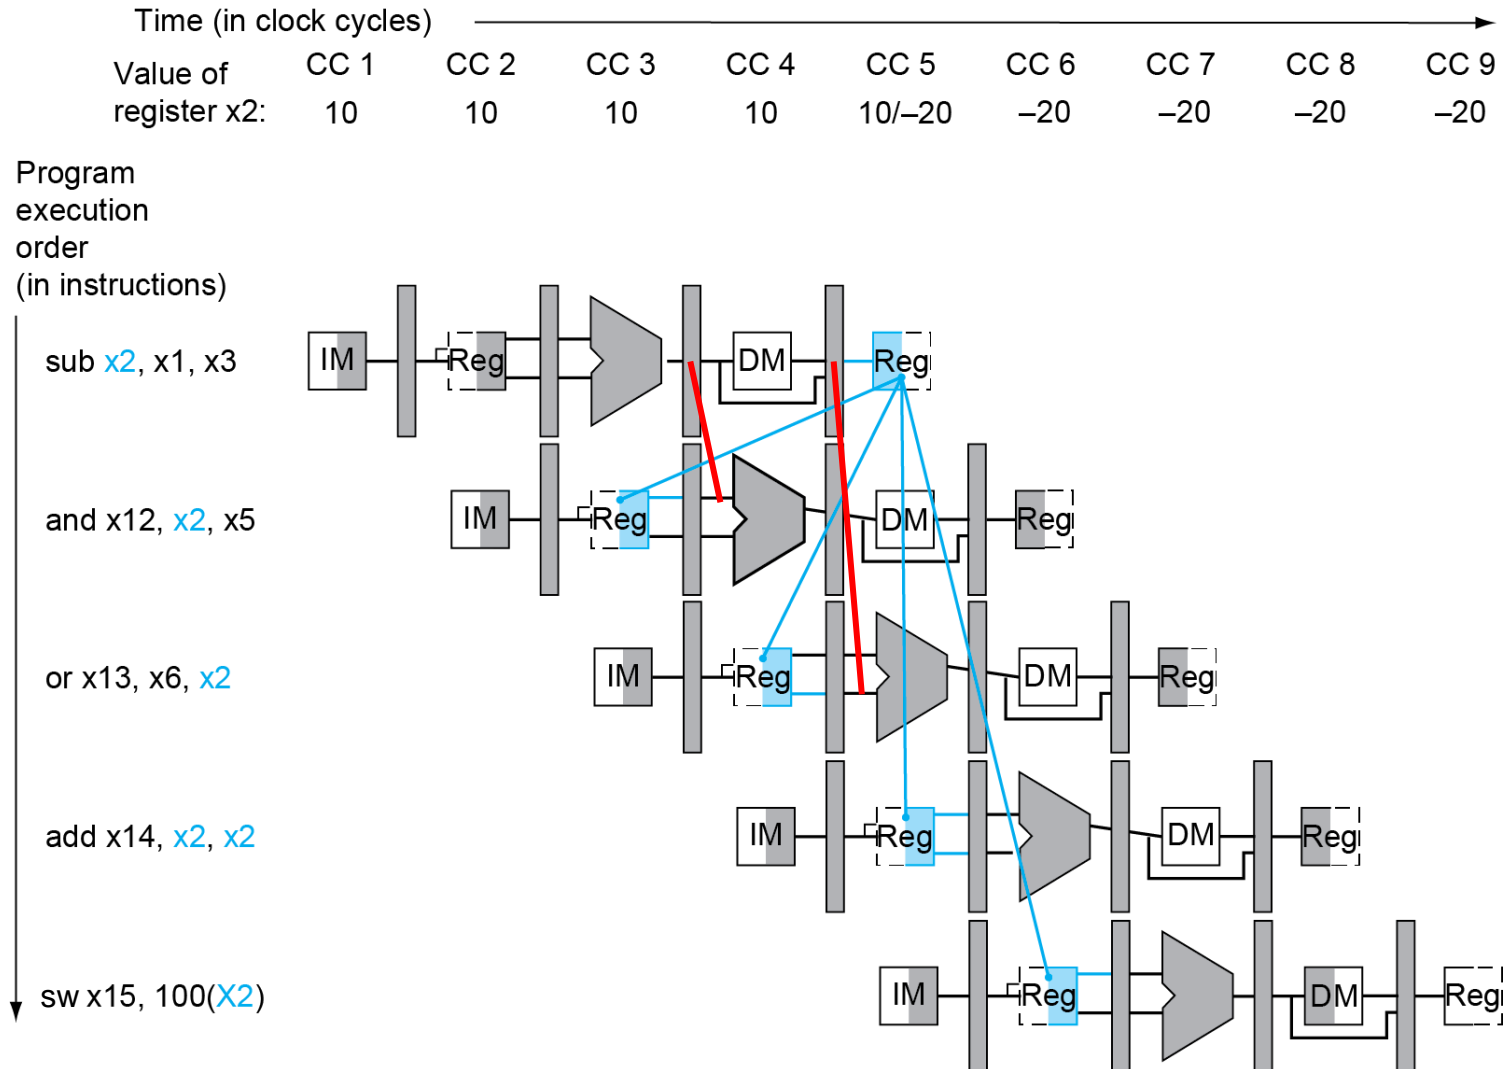 Time (in clock cycles)
Value of register x2:
CC 1 CC 2 CC 3 CC 4 CC 5 CC 6 CC 7 CC 8 CC 9
10 10 10 10 10/–20 –20 –20 –20 –20
Program
execution
order
(in instructions)
sub x2, x1, x3
IM Reg DM Reg
and x12, x2, x5
IM Reg DM Reg
or x13, x6, x2
IM Reg DM Reg
add x14, x2, x2
IM Reg DM Reg
sw x15, 100(X2)
IM Reg DM Reg